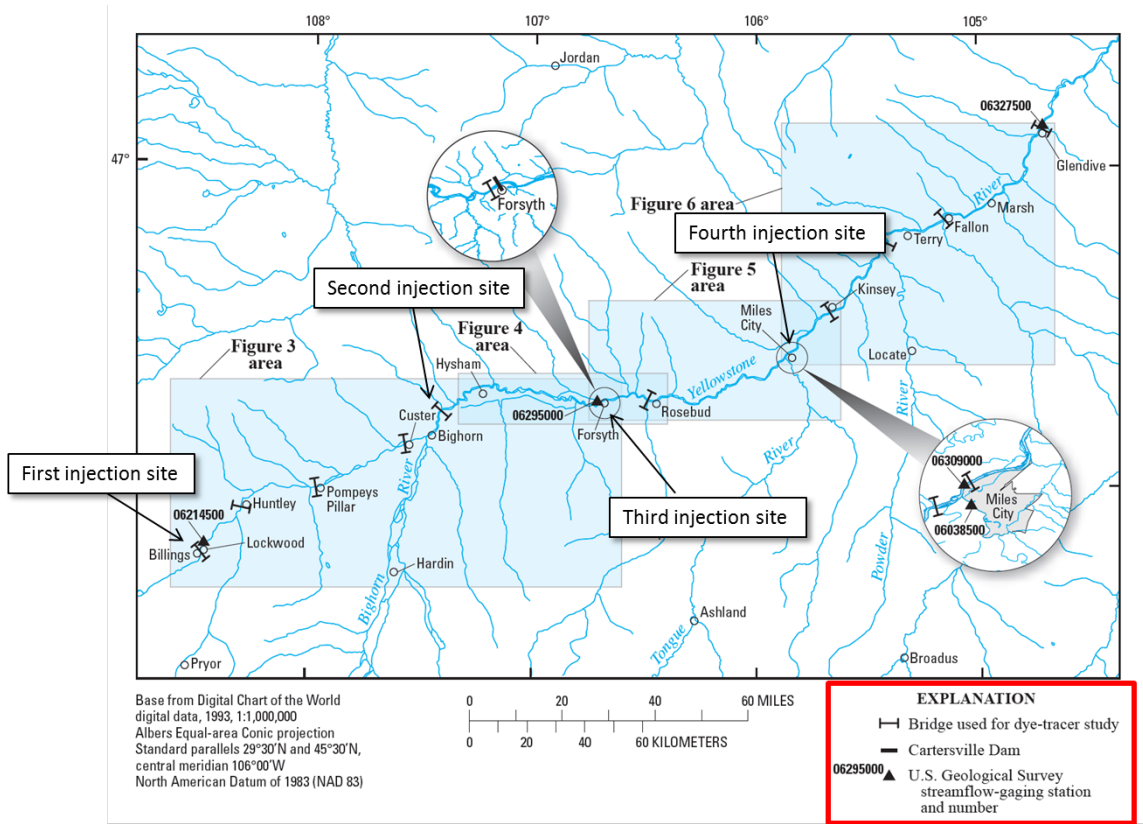 108°
107°
106°
105°
Jordan
06327500
47°
Glendive
Forsyth
Figure 6 area
River
Marsh
Fourth injection site
Fallon
Terry
Figure 5
area
Second injection site
Kinsey
Miles
City
Figure 4
area
Figure 3
area
Hysham
Locate
Yellowstone
06295000
Rosebud
Custer
Forsyth
Bighorn
River
First injection site
River
River
06309000
Huntley
Pompeys
Pillar
Third injection site
Miles
City
06214500
06038500
Billings
Lockwood
Powder
Hardin
Bighorn
Ashland
Tongue
Pryor
Broadus
Base from Digital Chart of the World
digital data, 1993, 1:1,000,000
Albers Equal-area Conic projection
Standard parallels 29°30'N and 45°30'N,
central meridian 106°00'W
North American Datum of 1983 (NAD 83)
0 20 40 60 MILES
0 20 40 60 KILOMETERS
EXPLANATION
Bridge used for dye-tracer study
Cartersville Dam
06295000 U.S. Geological Survey
streamflow-gaging station
and number